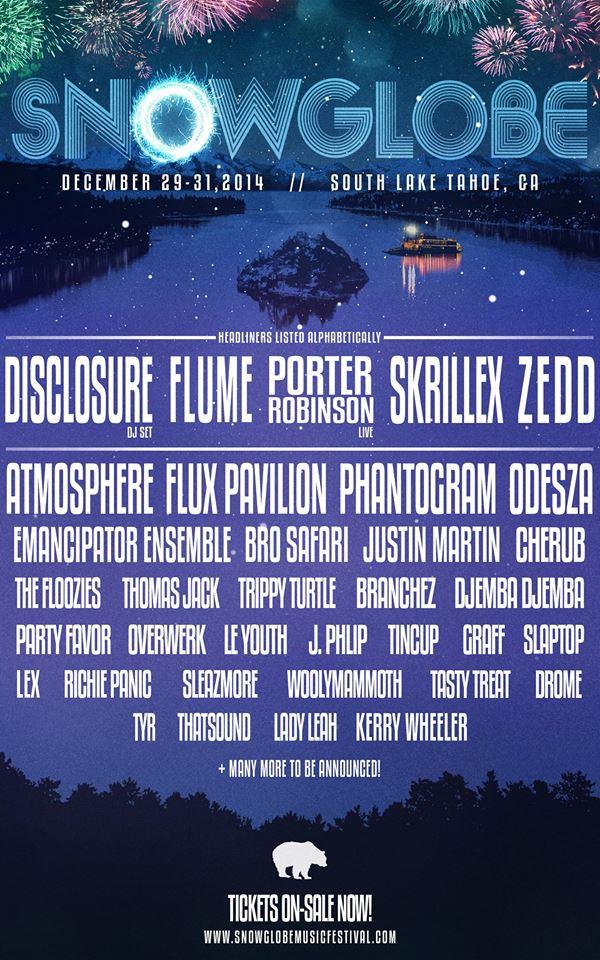 SNOWGLOBE
DECEMBER 29-31,2014 // SOUTH LAKE TAHOE, CA
HEADLINERS LISTED ALPHABETICALLY
DISCLOSURE DJ SET FLUME PORTER ROBINSON LIVE SKRILLEX ZEDD
ATMOSPHERE FLUX PAVILION PHANTOGRAM ODESZA
EMANCIPATOR ENSEMBLE BRO SAFARI JUSTIN MARTIN CHERUB
THE FLOOZIES THOMAS JACK TRIPPY TURTLE BRANCHEZ DJEMBA DJEMBA
PARTY FAVOR OVERWERK LE YOUTH J. PHLIP TINCUP GRAFF SLAPTOP
LEX RICHIE PANIC SLEAZMORE WOOLYMAMMOTH TASTY TREAT DROME
TYR THATSOUND LADY LEAH KERRY WHEELER
+ MANY MORE TO BE ANNOUNCED!
TICKETS ON-SALE NOW!
WWW.SNOWGLOBEMUSICFESTIVAL.COM